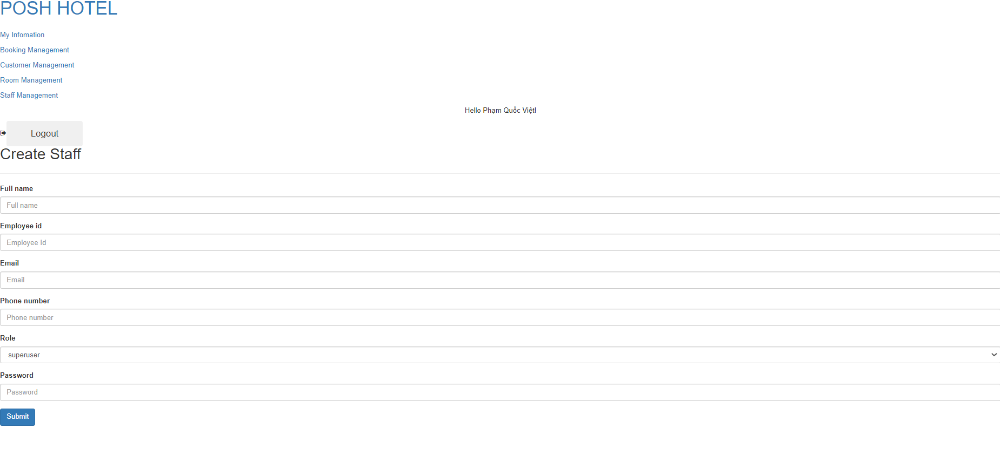 POSH HOTEL
My Infomation
Booking Management
Customer Management
Room Management
Staff Management
Hello Phạm Quốc Việt!
Logout
Create Staff
Full name
Full name
Employee id
Employee Id
Email
Email
Phone number
Phone number
Role
superuser
Password
Password
Submit